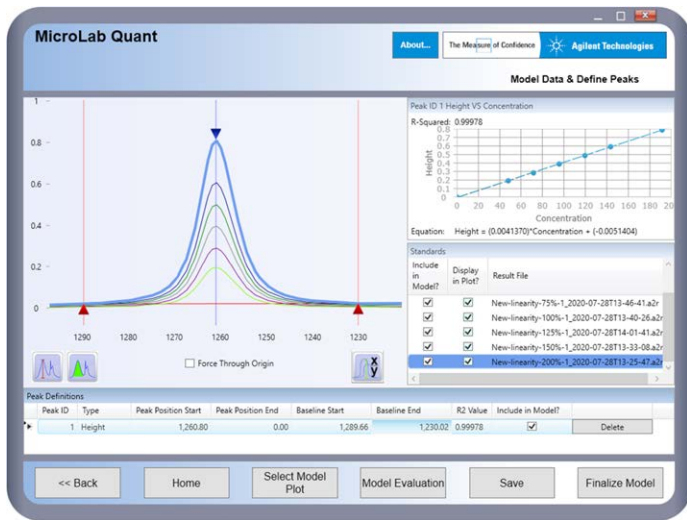 MicroLab Quant
About...
The Measure of Confidence
Agilent Technologies
Model Data & Define Peaks
1
0.8
0.6
0.4
0.2
0
1290 1280 1270 1260 1250 1240 1230
Force Through Origin
X
y
Peak ID 1 Height VS Concentration
R-Squared: 0.99978
0.8
0.7
0.6
0.5
0.4
0.3
0.2
0.1
0
Height
0 20 40 60 80 100 120 140 160 180 20
Concentration
Equation: Height = (0.0041370)*Concentration + (-0.0051404)
Standards
Include in Model? Display in Plot? Result File
New-linearity-75%-1_2020-07-28T13-46-41.a2r
New-linearity-100%-1_2020-07-28T13-40-26.a2r
New-linearity-125%-1_2020-07-28T14-01-41.a2r
New-linearity-150%-1_2020-07-28T13-33-08.a2r
New-linearity-200%-1_2020-07-28T13-25-47.a2r
Peak Definitions
Peak ID Type Peak Position Start Peak Position End Baseline Start Baseline End R2 Value Include in Model?
1 Height 1,260.80 0.00 1,289.66 1,230.02 0.99978 Delete
<< Back Home Select Model Plot Model Evaluation Save Finalize Model